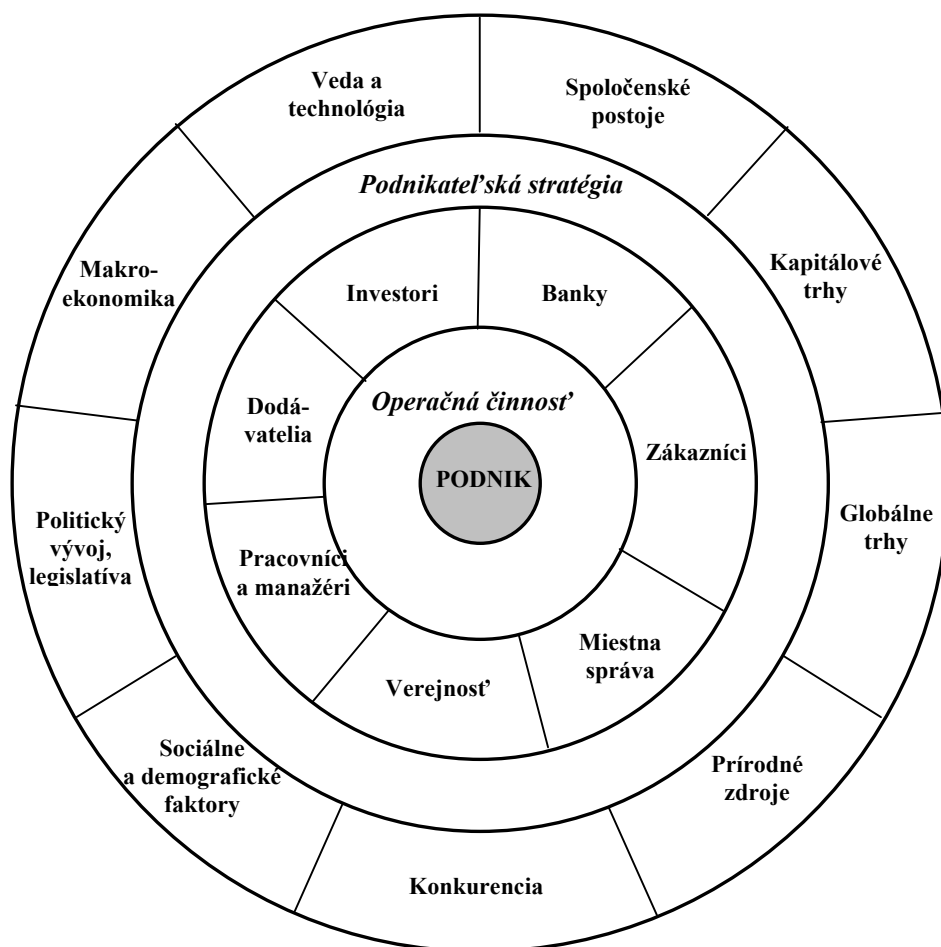 Veda a
technológia
Spoločenské
postoje
Podnikateľská stratégia
Makro-
ekonomika
Kapitálové
trhy
Investori
Banky
Dodá-
vatelia
Operačná činnosť
Zákazníci
PODNIK
Politický
vývoj,
legislatíva
Globálne
trhy
Pracovníci
a manažéri
Miestna
správa
Verejnosť
Sociálne
a demografické
faktory
Prírodné
zdroje
Konkurencia